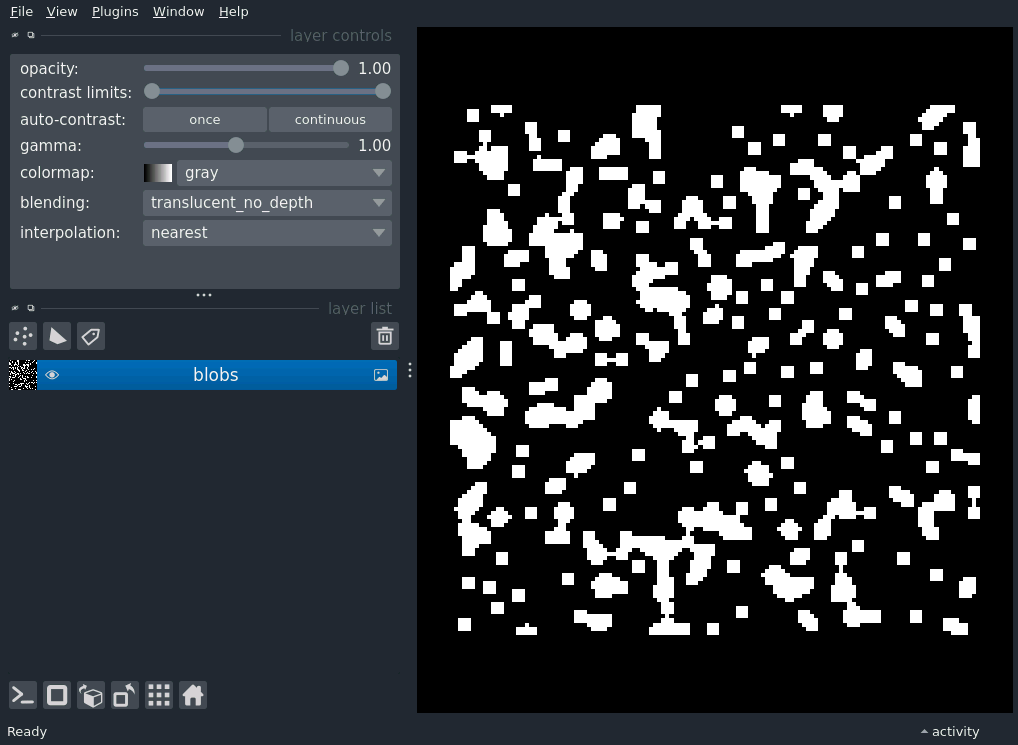 File View Plugins Window Help
layer controls
opacity: 1.00
contrast limits:
auto-contrast: once continuous
gamma: 1.00
colormap: gray
blending: translucent_no_depth
interpolation: nearest
layer list
blobs
Ready
activity